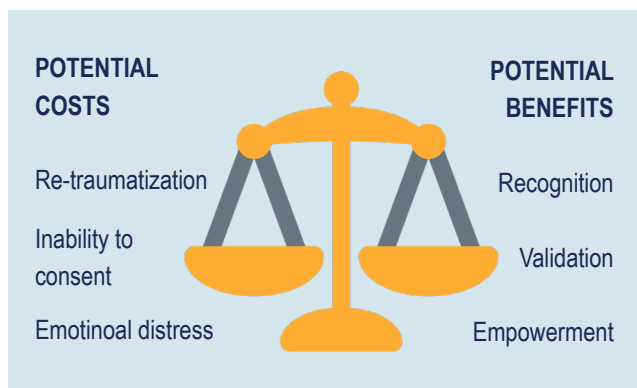 POTENTIAL
COSTS
Re-traumatization
Inability to
consent
Emotinoal distress
POTENTIAL
BENEFITS
Recognition
Validation
Empowerment